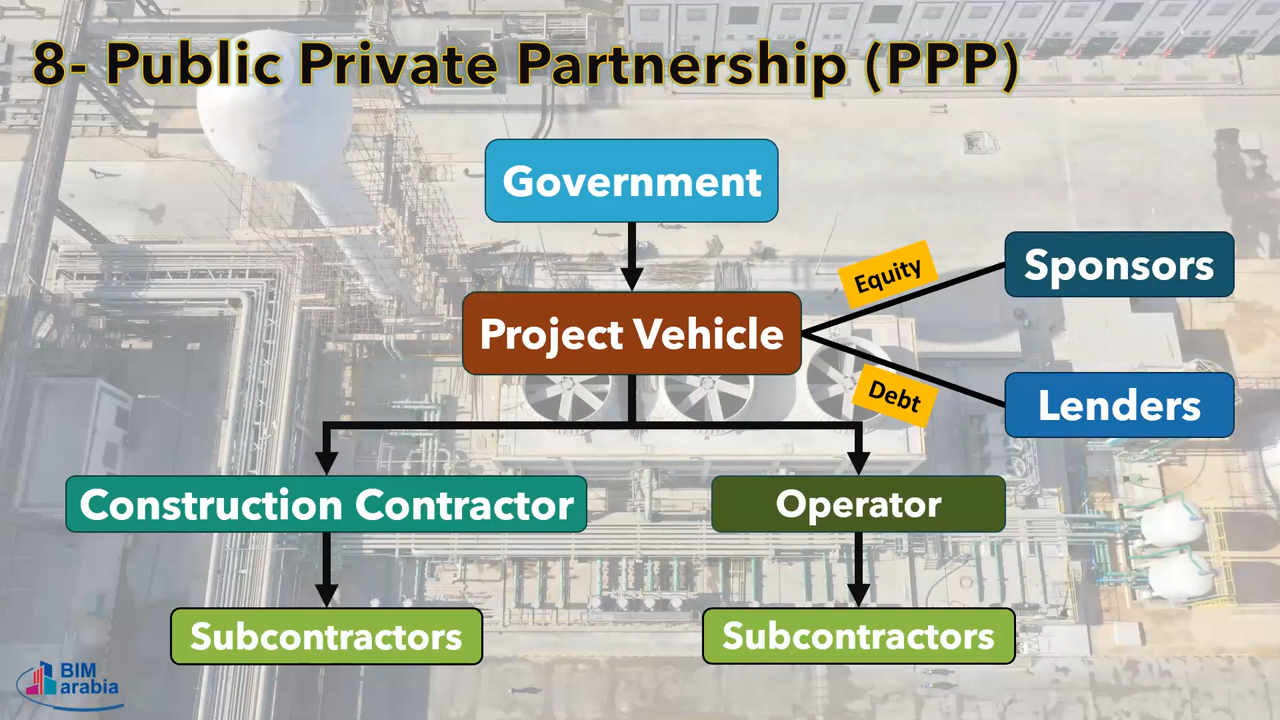 8- Public Private Partnership (PPP)
Government
Equity
Sponsors
Project Vehicle
Debt
Lenders
Construction Contractor
Operator
Subcontractors
Subcontractors
BIM
arabia